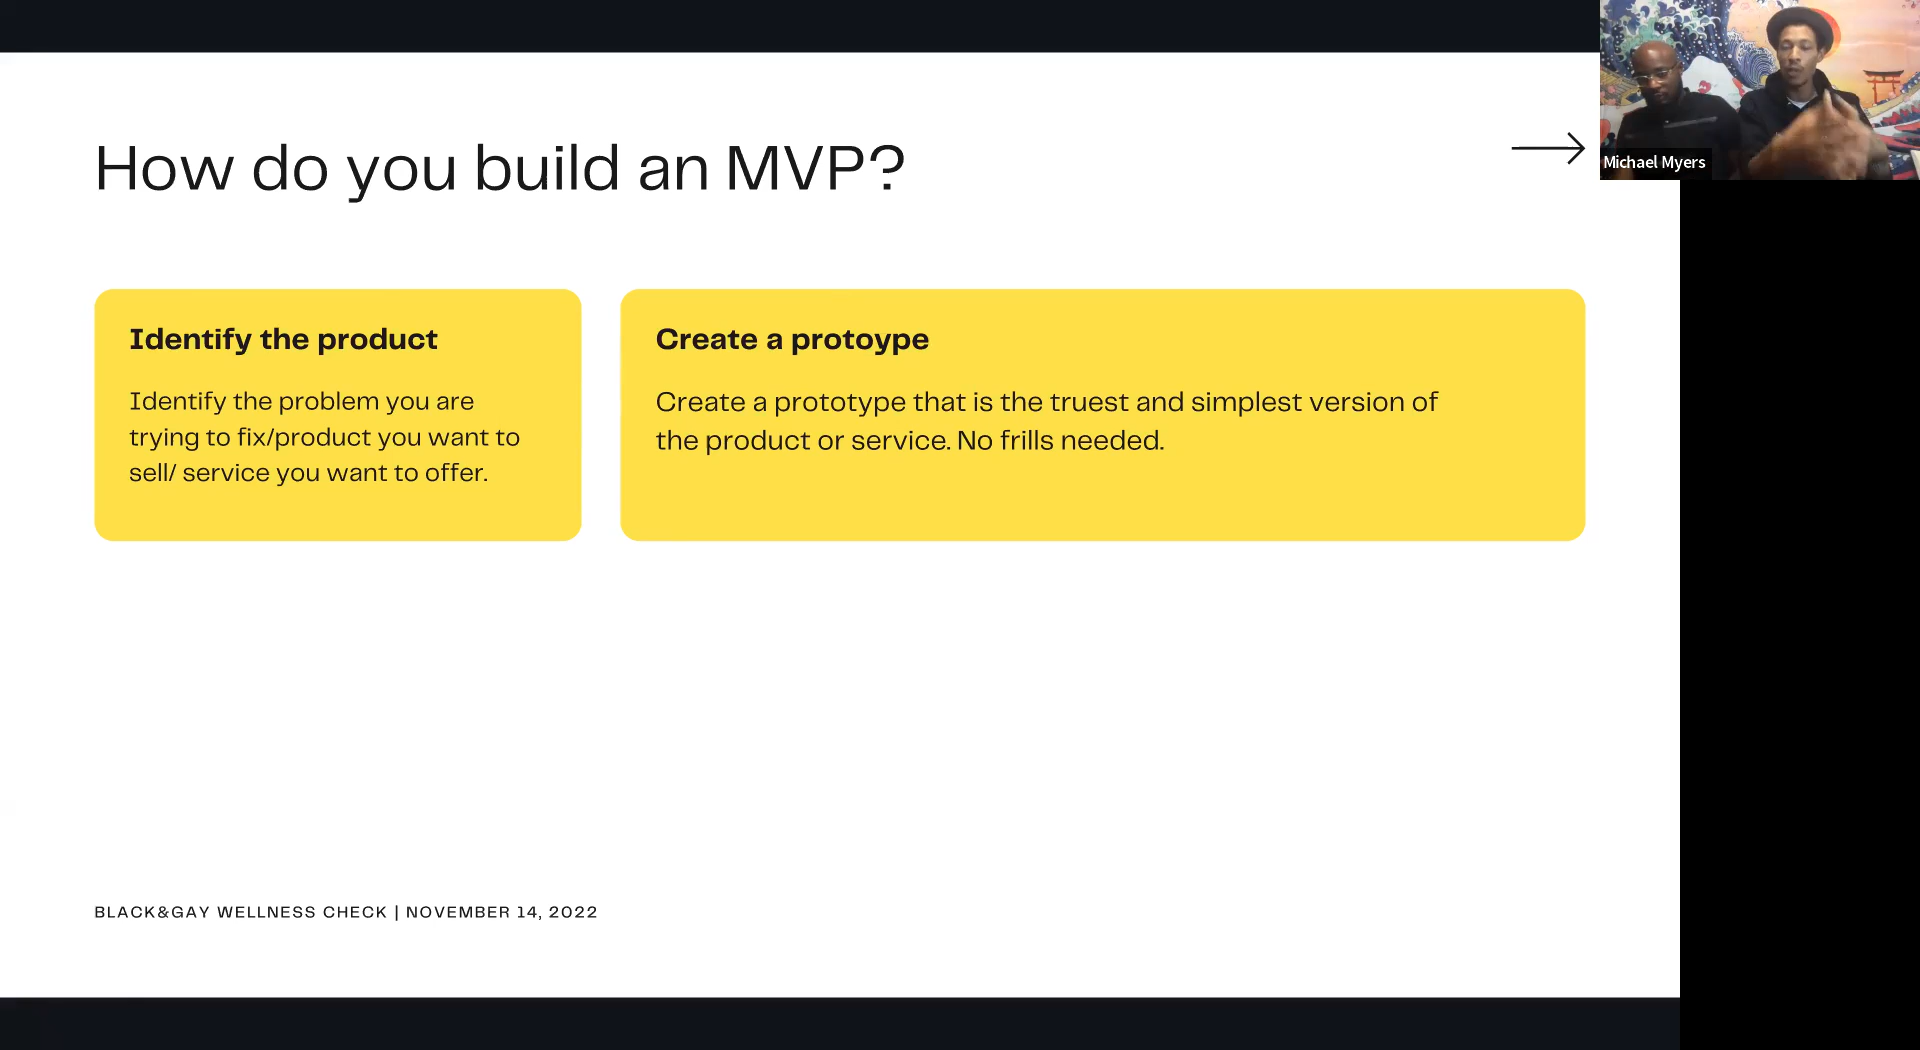 How do you build an MVP?
Michael Myers
Identify the product
Identify the problem you are
trying to fix/product you want to
sell/ service you want to offer.
Create a protoype
Create a prototype that is the truest and simplest version of
the product or service. No frills needed.
BLACK&GAY WELLNESS CHECK | NOVEMBER 14, 2022